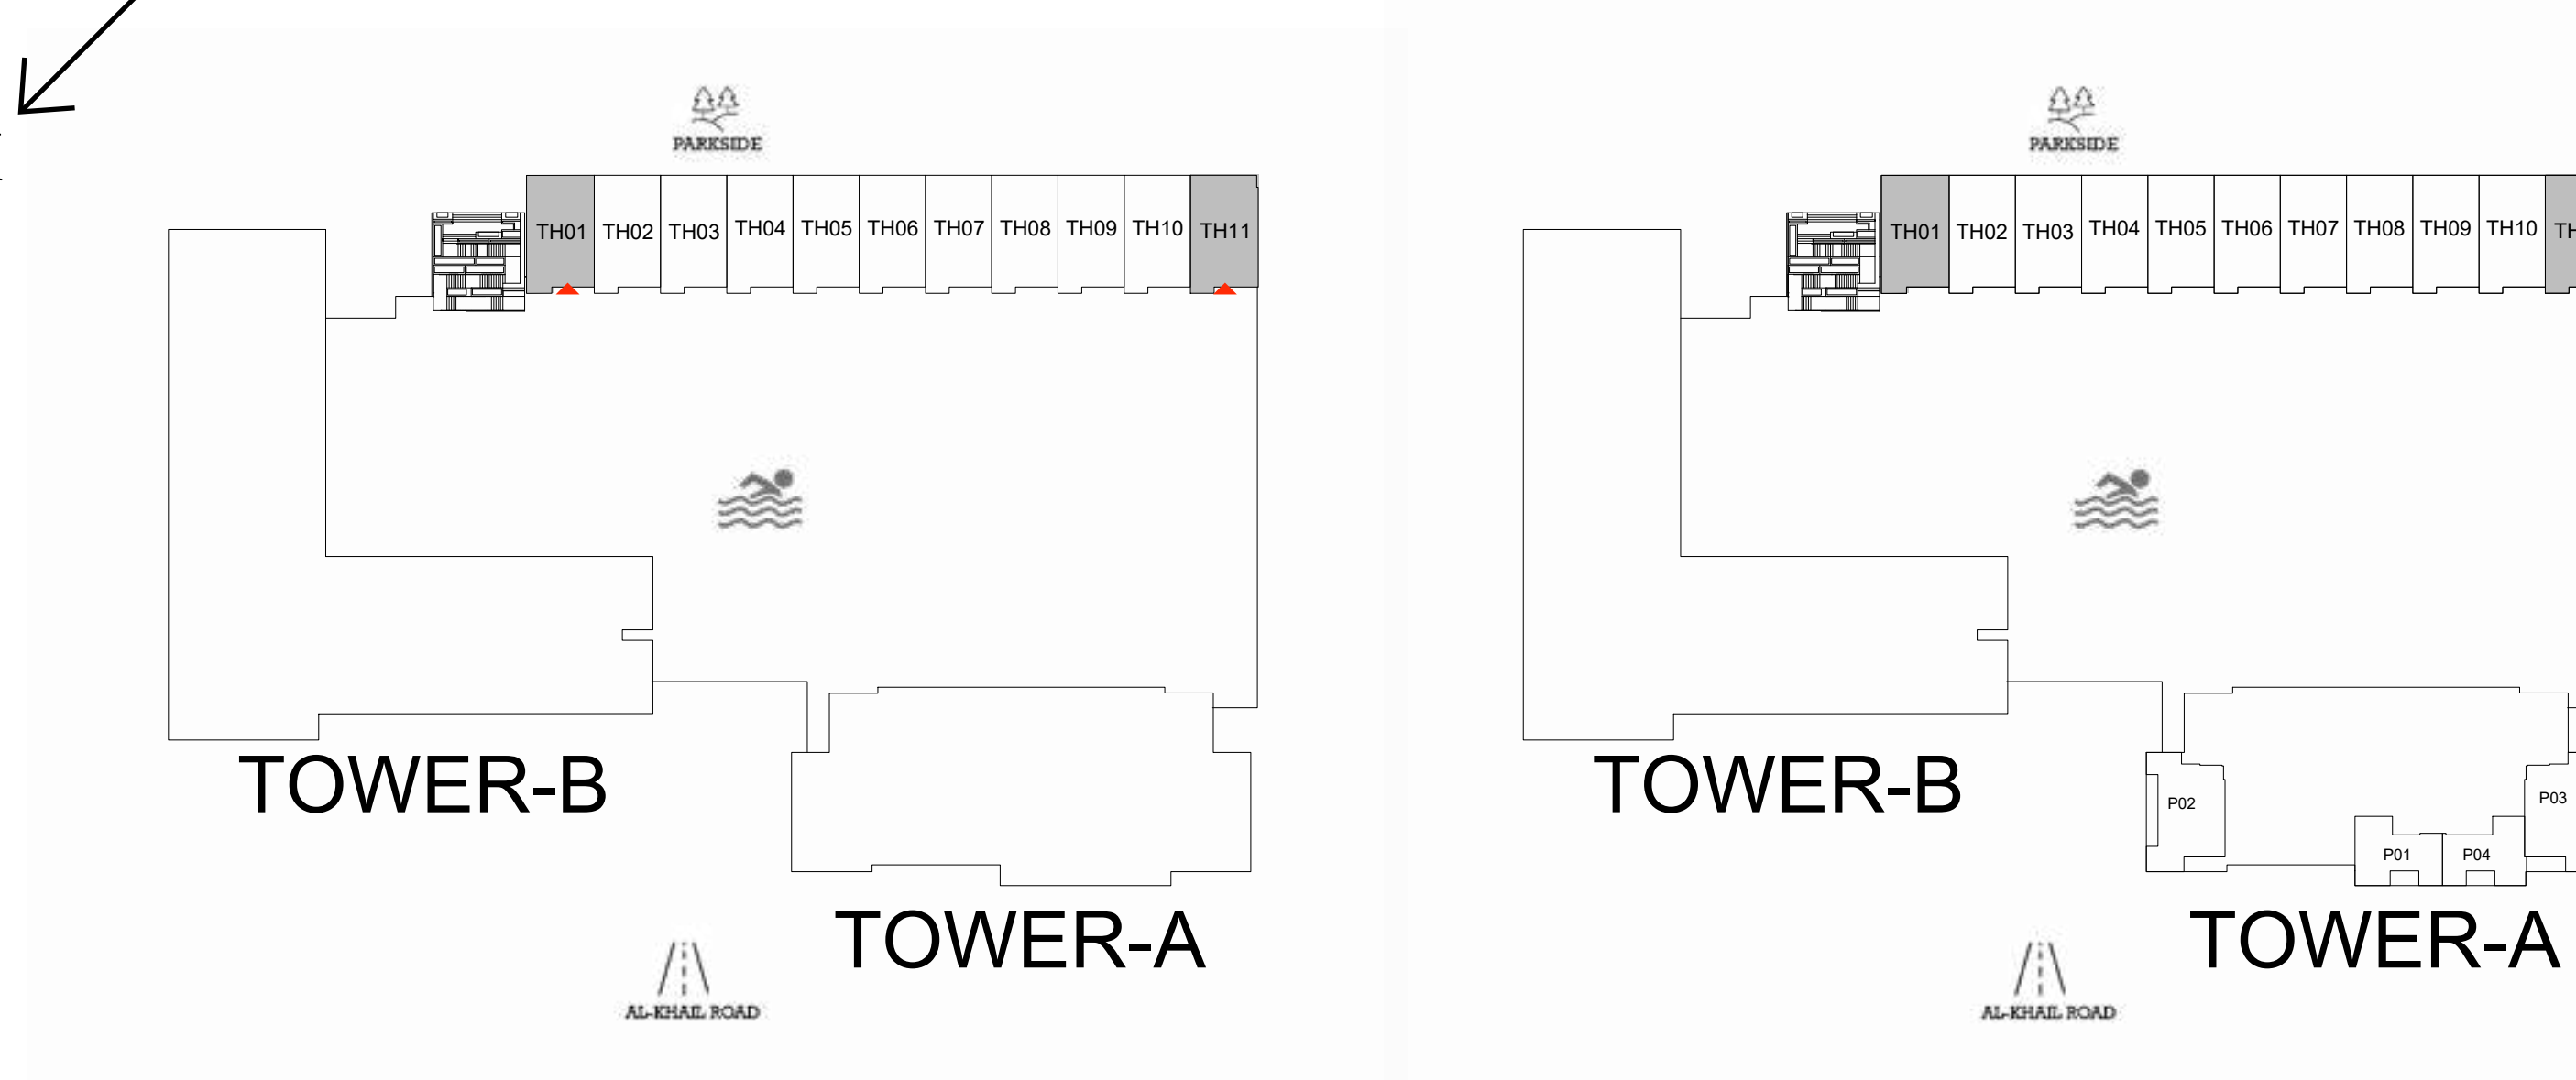 PARKSIDE
TH01 TH02 TH03 TH04 TH05 TH06 TH07 TH08 TH09 TH10 TH11
TOWER-B
TOWER-A
AL-KHAIL ROAD
PARKSIDE
TH01 TH02 TH03 TH04 TH05 TH06 TH07 TH08 TH09 TH10
P02
P03
P01 P04
TOWER-B
TOWER-A
AL-KHAIL ROAD